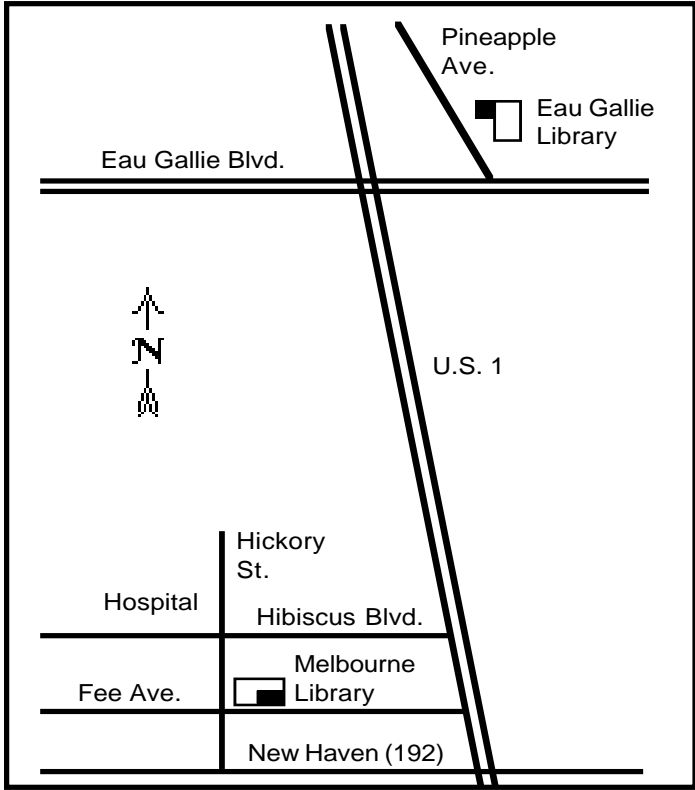 Pineapple
Ave.
Eau Gallie
Library
Eau Gallie Blvd.
N
U.S. 1
Hickory
St.
Hospital
Hibiscus Blvd.
Melbourne
Library
Fee Ave.
New Haven (192)